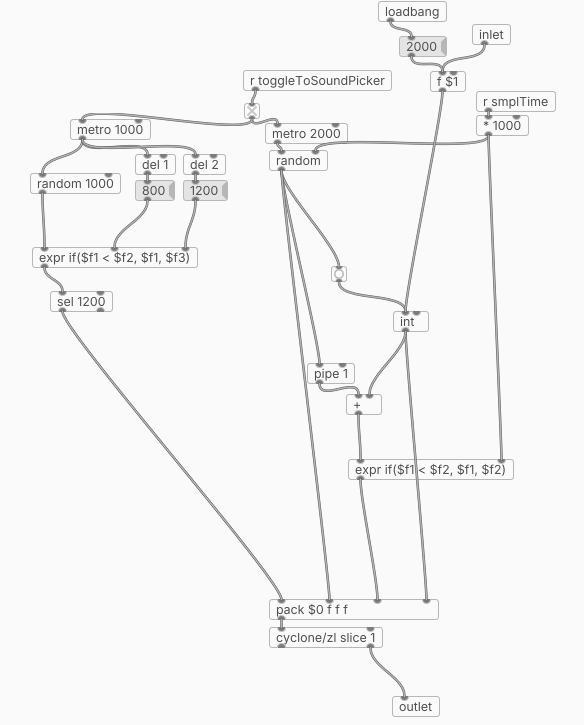 loadbang
2000
inlet
r toggleToSoundPicker
f $1
r smplTime
metro 1000
metro 2000
* 1000
del 1
del 2
random
random 1000
800
1200
expr if($f1 < $f2, $f1, $f3)
sel 1200
int
pipe 1
+
expr if($f1 < $f2, $f1, $f2)
pack $0 f f f
cyclone/zl slice 1
outlet